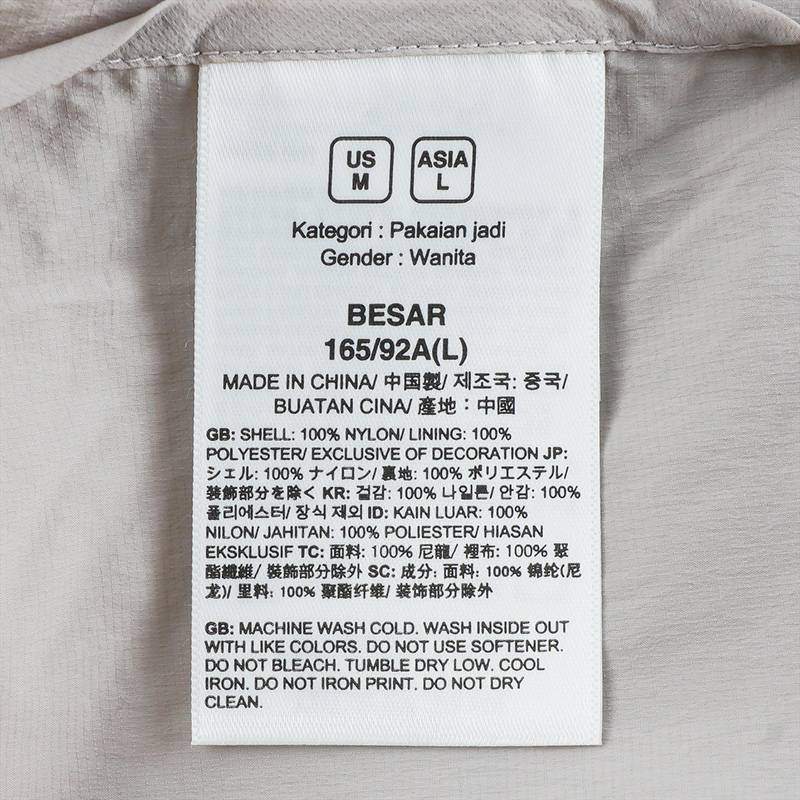 US ASIA
M L
Kategori : Pakaian jadi
Gender : Wanita
BESAR
165/92A(L)
MADE IN CHINA/ 中国製/ 제조국: 중국/
BUATAN CINA/ 產地：中國
GB: SHELL: 100% NYLON/ LINING: 100%
POLYESTER/ EXCLUSIVE OF DECORATION JP:
シェル: 100% ナイロン/ 裏地: 100% ポリエステル/
装飾部分を除く KR: 겉감: 100% 나일론/ 안감: 100%
폴리에스터/ 장식 제외 ID: KAIN LUAR: 100%
NILON/ JAHITAN: 100% POLIESTER/ HIASAN
EKSKLUSIF TC: 面料: 100% 尼龍/ 裡布: 100% 聚
酯纖維/ 裝飾部分除外 SC: 成分: 面料: 100% 锦纶(尼
龙)/ 里料: 100% 聚酯纤维/ 装饰部分除外
GB: MACHINE WASH COLD. WASH INSIDE OUT
WITH LIKE COLORS. DO NOT USE SOFTENER.
DO NOT BLEACH. TUMBLE DRY LOW. COOL
IRON. DO NOT IRON PRINT. DO NOT DRY
CLEAN.